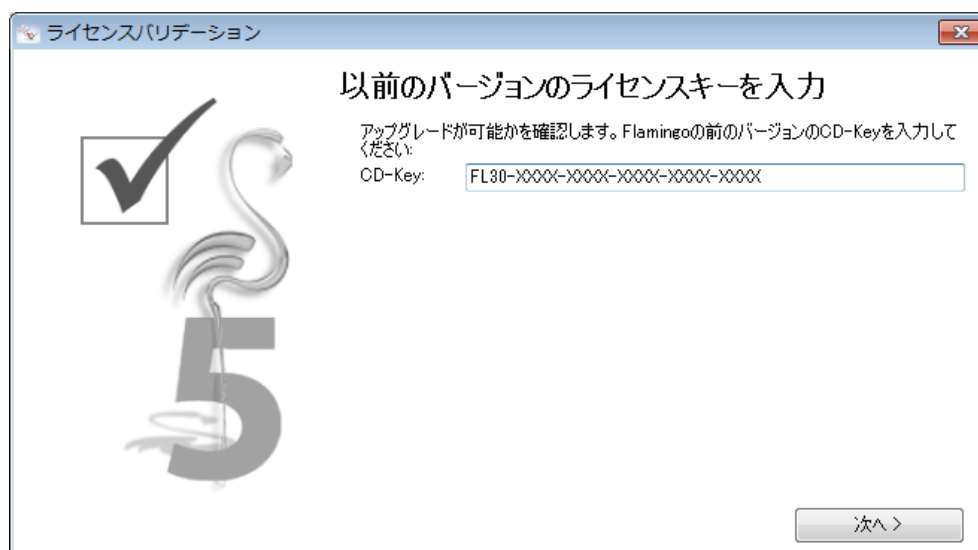 ライセンスバリデーション
以前のバージョンのライセンスキーを入力
アップグレードが可能かを確認します。Flamingoの前のバージョンのCD-Keyを入力して
ください:
CD-Key: FL30-XXXX-XXXX-XXXX-XXXX-XXXX
5
次へ >